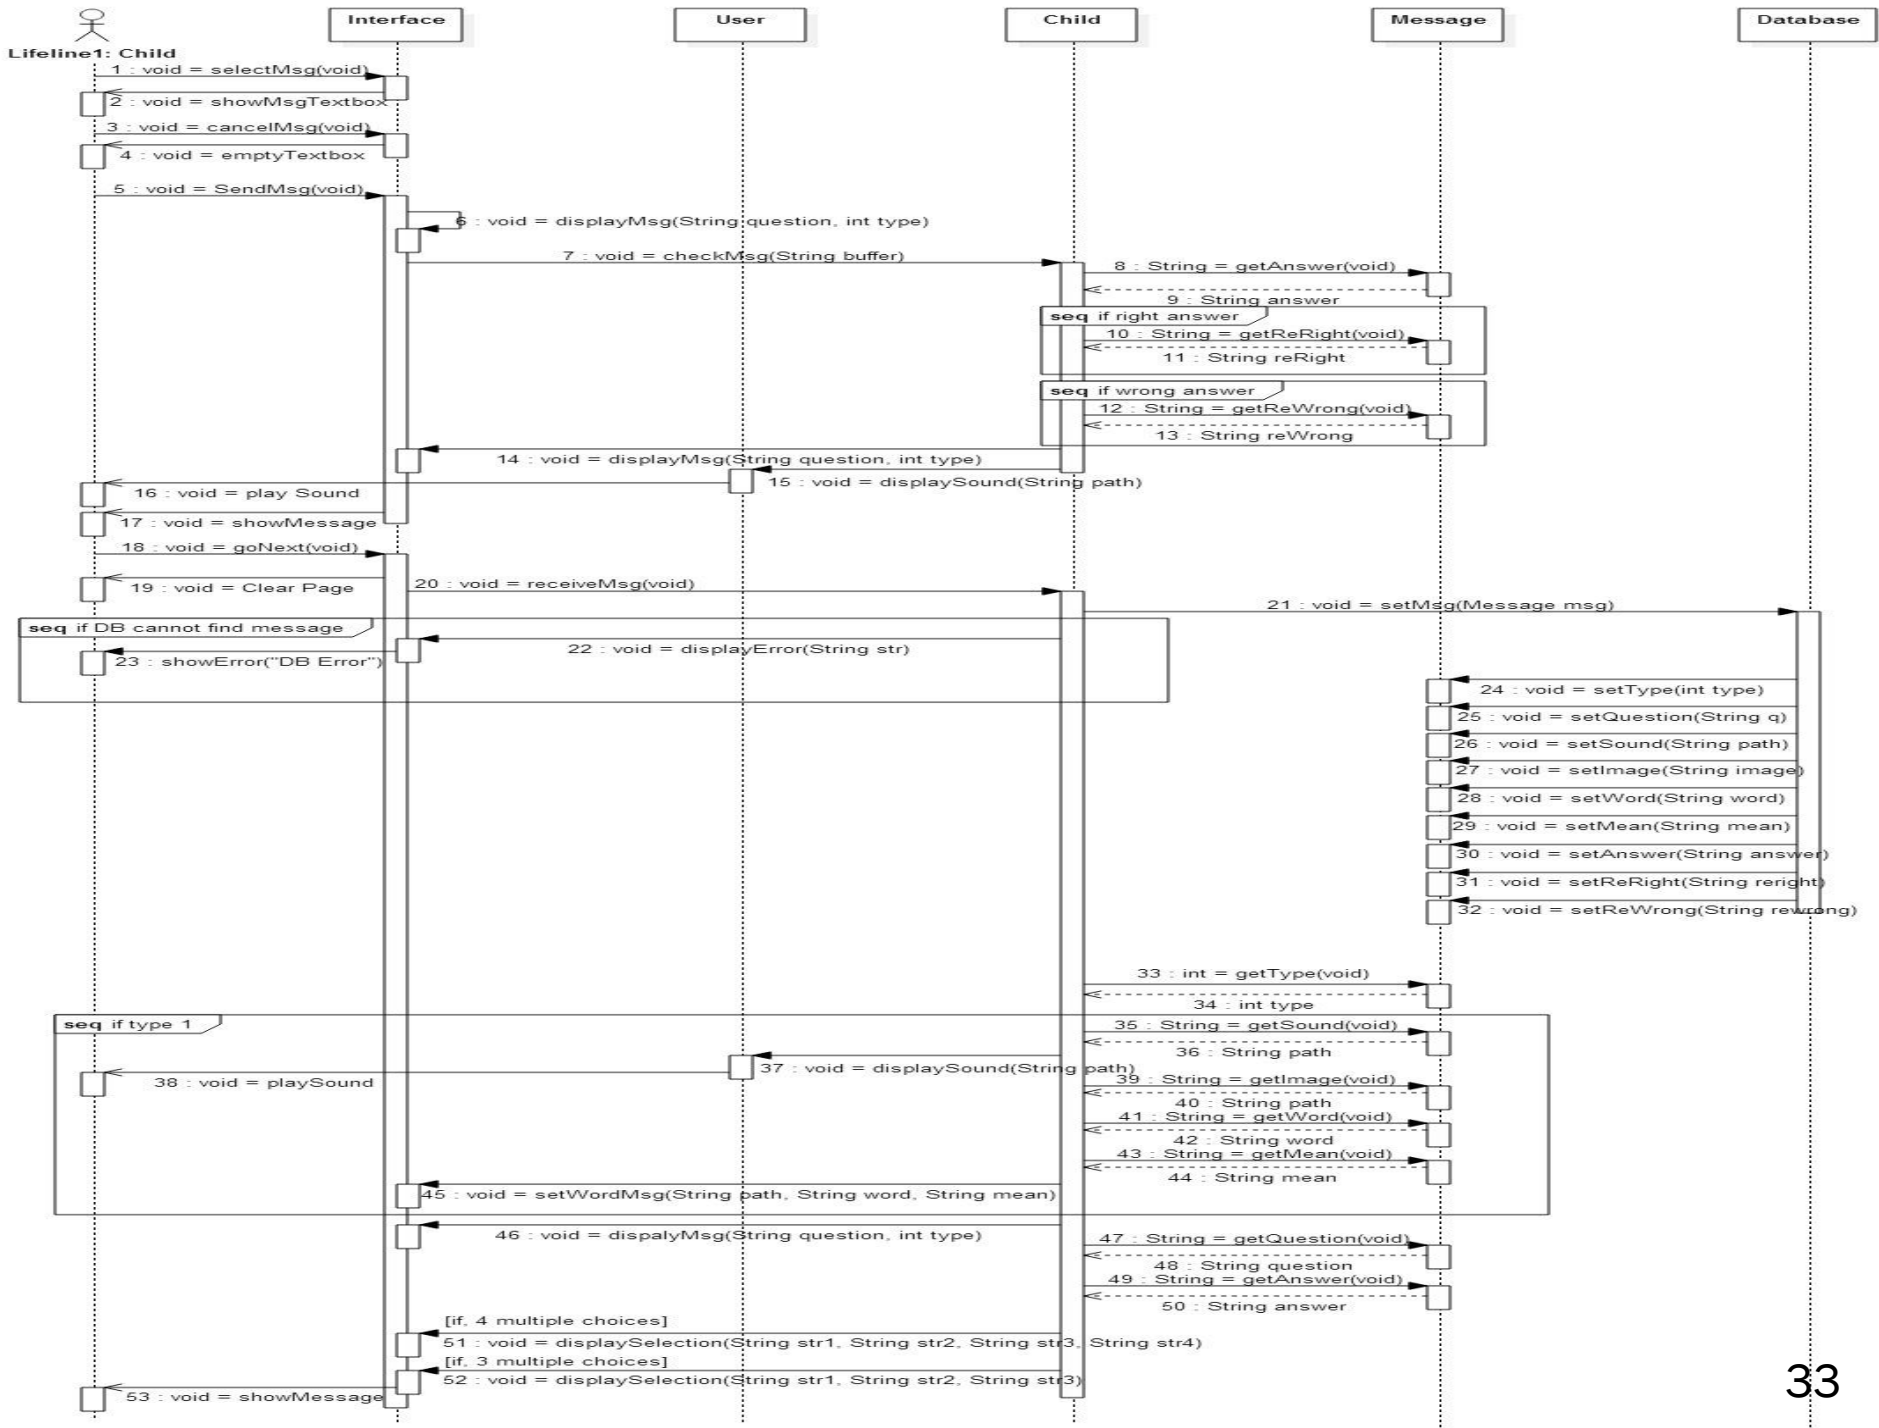 Interface
User
Child
Message
Database
Lifeline1: Child
1 : void = selectMsg(void)
2 : void = showMsgTextbox
3 : void = cancelMsg(void)
4 : void = emptyTextbox
5 : void = SendMsg(void)
6 : void = displayMsg(String question, int type)
7 : void = checkMsg(String buffer)
8 : String = getAnswer(void)
9 : String answer
seq if right answer
10 : String = getReRight(void)
11 : String reRight
seq if wrong answer
12 : String = getReWrong(void)
13 : String reWrong
14 : void = displayMsg(String question, int type)
15 : void = displaySound(String path)
16 : void = play Sound
17 : void = showMessage
18 : void = goNext(void)
19 : void = Clear Page
20 : void = receiveMsg(void)
21 : void = setMsg(Message msg)
seq if DB cannot find message
22 : void = displayError(String str)
23 : showError("DB Error")
24 : void = setType(int type)
25 : void = setQuestion(String q)
26 : void = setSound(String path)
27 : void = setImage(String image)
28 : void = setWord(String word)
29 : void = setMean(String mean)
30 : void = setAnswer(String answer)
31 : void = setReRight(String reright)
32 : void = setReWrong(String rewrong)
33 : int = getType(void)
34 : int type
seq if type 1
35 : String = getSound(void)
36 : String path
37 : void = displaySound(String path)
38 : void = playSound
39 : String = getImage(void)
40 : String path
41 : String = getWord(void)
42 : String word
43 : String = getMean(void)
44 : String mean
45 : void = setWordMsg(String path, String word, String mean)
46 : void = dispalyMsg(String question, int type)
47 : String = getQuestion(void)
48 : String question
49 : String = getAnswer(void)
50 : String answer
[if, 4 multiple choices]
51 : void = displaySelection(String str1, String str2, String str3, String str4)
[if, 3 multiple choices]
52 : void = displaySelection(String str1, String str2, String str3)
53 : void = showMessage
33